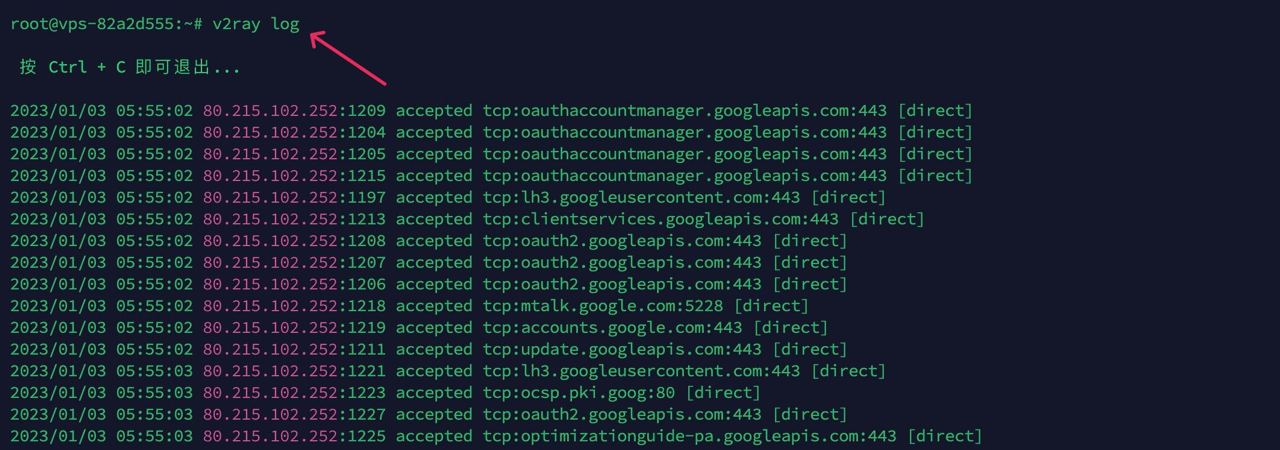 root@vps-82a2d555:~# v2ray log
按 Ctrl + C 即可退出...
2023/01/03 05:55:02 80.215.102.252:1209 accepted tcp:oauthaccountmanager.googleapis.com:443 [direct]
2023/01/03 05:55:02 80.215.102.252:1204 accepted tcp:oauthaccountmanager.googleapis.com:443 [direct]
2023/01/03 05:55:02 80.215.102.252:1205 accepted tcp:oauthaccountmanager.googleapis.com:443 [direct]
2023/01/03 05:55:02 80.215.102.252:1215 accepted tcp:oauthaccountmanager.googleapis.com:443 [direct]
2023/01/03 05:55:02 80.215.102.252:1197 accepted tcp:lh3.googleusercontent.com:443 [direct]
2023/01/03 05:55:02 80.215.102.252:1213 accepted tcp:clientservices.googleapis.com:443 [direct]
2023/01/03 05:55:02 80.215.102.252:1208 accepted tcp:oauth2.googleapis.com:443 [direct]
2023/01/03 05:55:02 80.215.102.252:1207 accepted tcp:oauth2.googleapis.com:443 [direct]
2023/01/03 05:55:02 80.215.102.252:1206 accepted tcp:oauth2.googleapis.com:443 [direct]
2023/01/03 05:55:02 80.215.102.252:1218 accepted tcp:mtalk.google.com:5228 [direct]
2023/01/03 05:55:02 80.215.102.252:1219 accepted tcp:accounts.google.com:443 [direct]
2023/01/03 05:55:02 80.215.102.252:1211 accepted tcp:update.googleapis.com:443 [direct]
2023/01/03 05:55:03 80.215.102.252:1221 accepted tcp:lh3.googleusercontent.com:443 [direct]
2023/01/03 05:55:03 80.215.102.252:1223 accepted tcp:ocsp.pki.goog:80 [direct]
2023/01/03 05:55:03 80.215.102.252:1227 accepted tcp:oauth2.googleapis.com:443 [direct]
2023/01/03 05:55:03 80.215.102.252:1225 accepted tcp:optimizationguide-pa.googleapis.com:443 [direct]